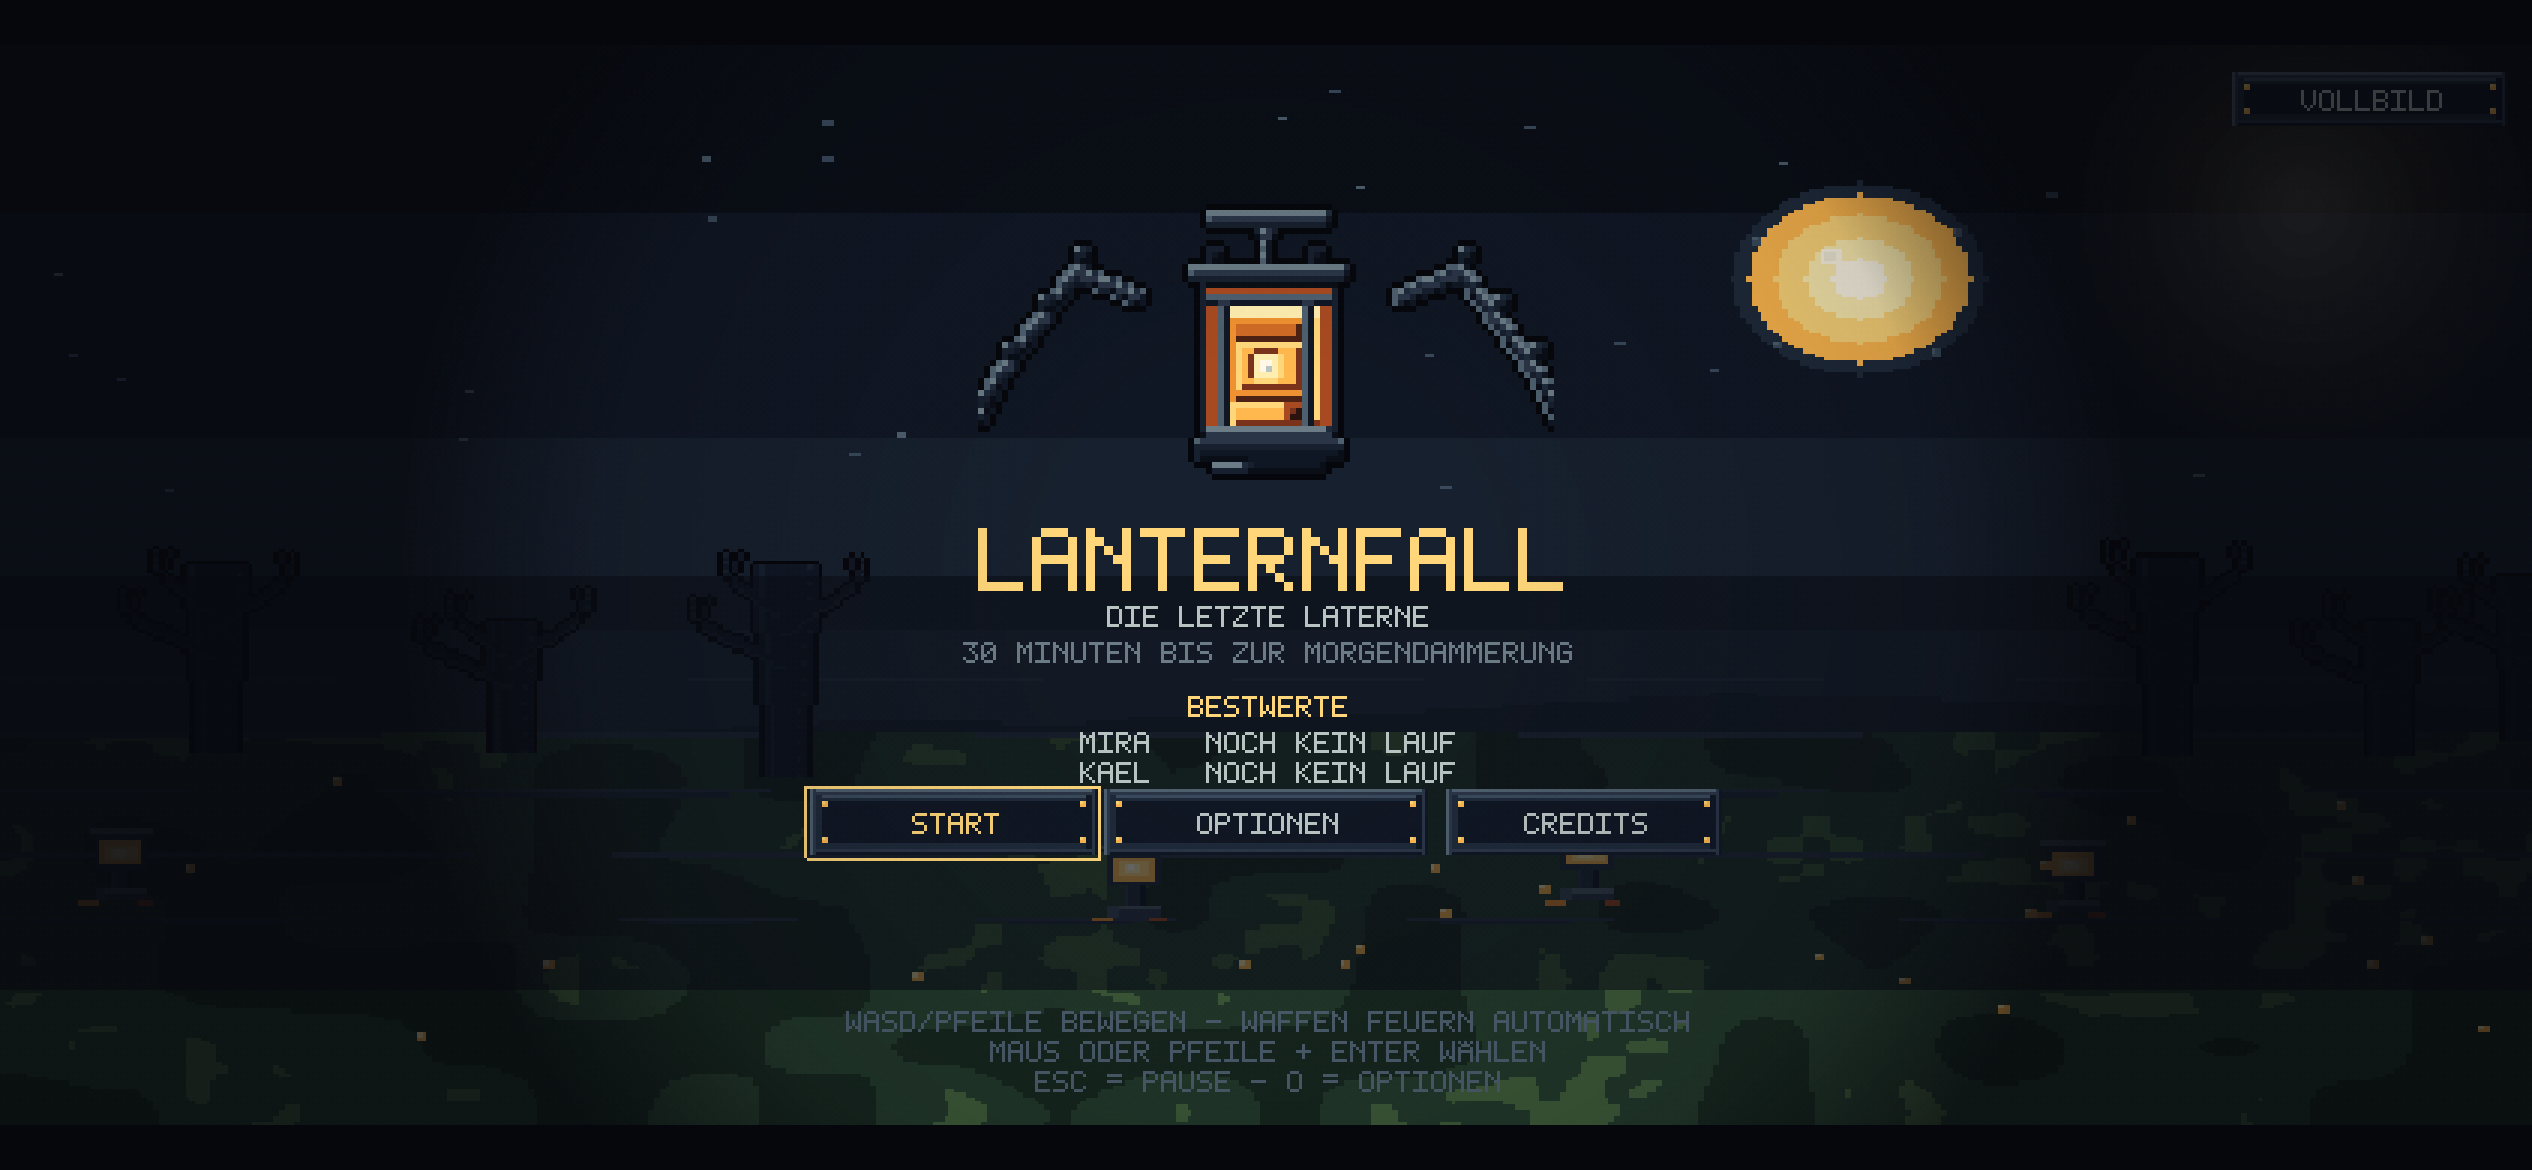 VOLLBILD
LANTERNFALL
DIE LETZTE LATERNE
30 MINUTEN BIS ZUR MORGENDAMMERUNG
BESTWERTE
MIRA NOCH KEIN LAUF
KAEL NOCH KEIN LAUF
START OPTIONEN CREDITS
WASD/PFEILE BEWEGEN - WAFFEN FEUERN AUTOMATISCH
MAUS ODER PFEILE + ENTER WÄHLEN
ESC = PAUSE - O = OPTIONEN